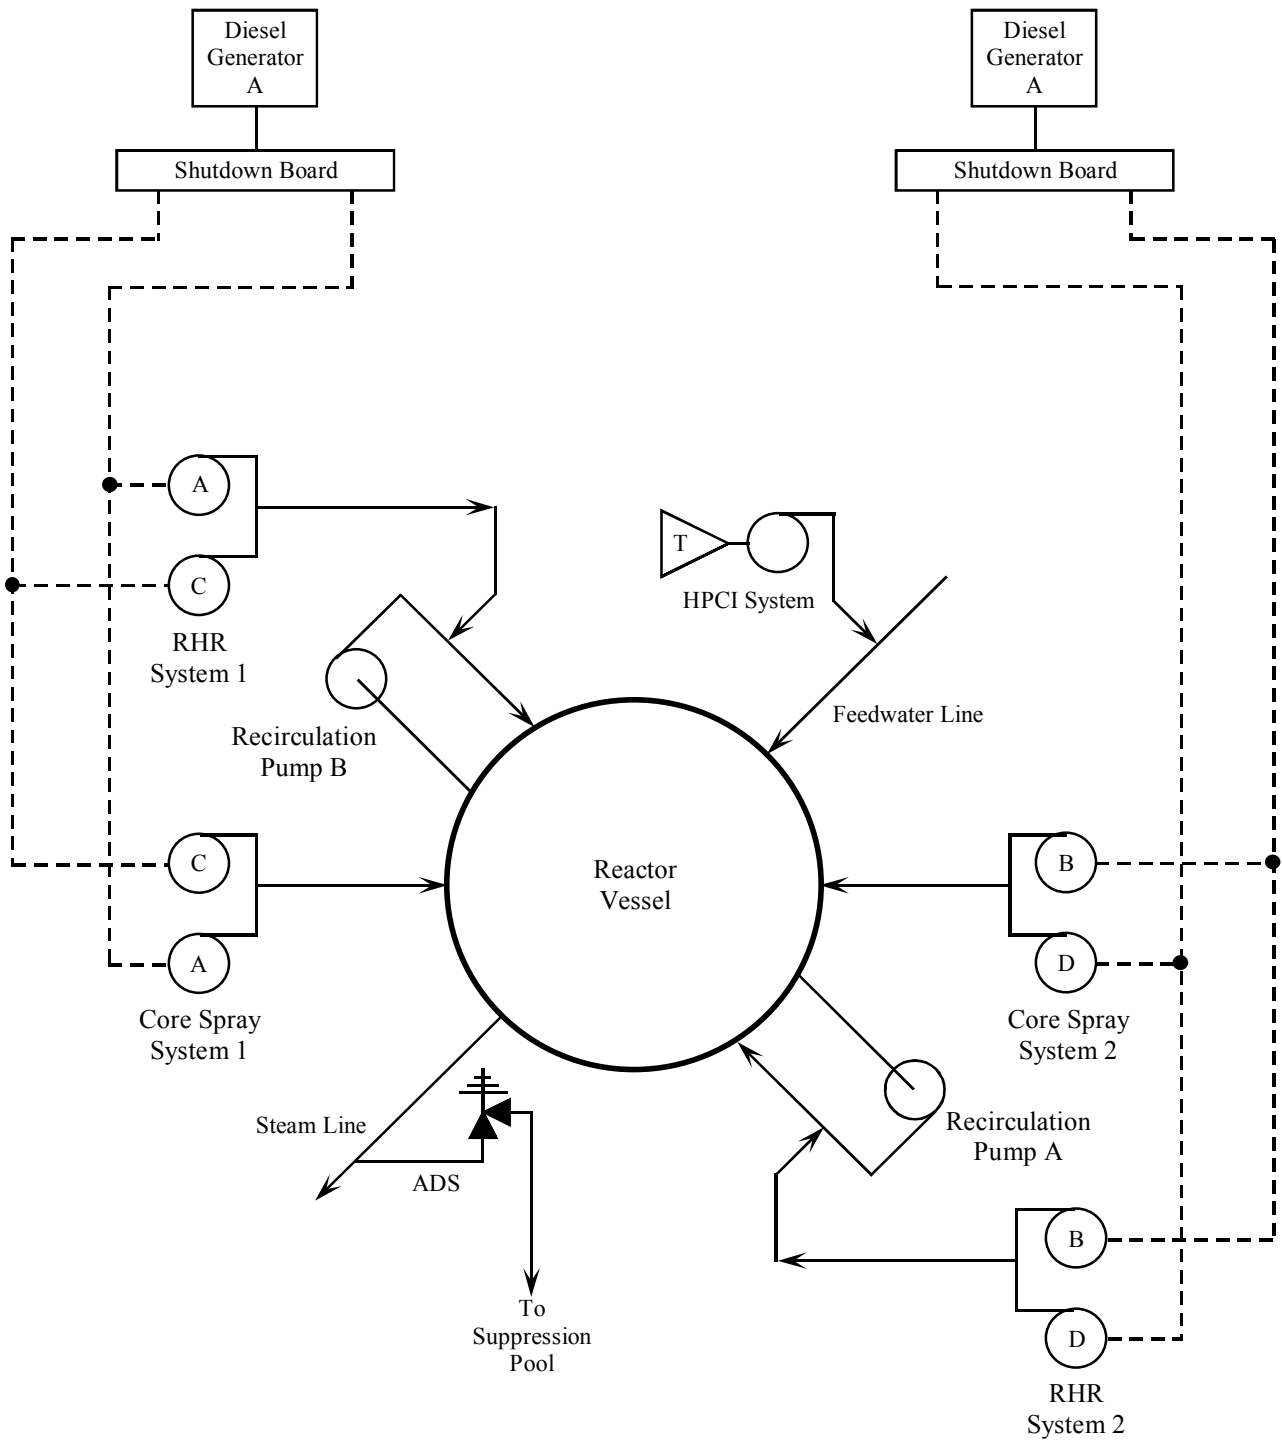 Diesel
Generator
A
Diesel
Generator
A
Shutdown Board
Shutdown Board
A
C
RHR
System 1
T
HPCI System
Recirculation
Pump B
Feedwater Line
C
A
Core Spray
System 1
Reactor
Vessel
B
D
Core Spray
System 2
Steam Line
ADS
To
Suppression
Pool
Recirculation
Pump A
B
D
RHR
System 2